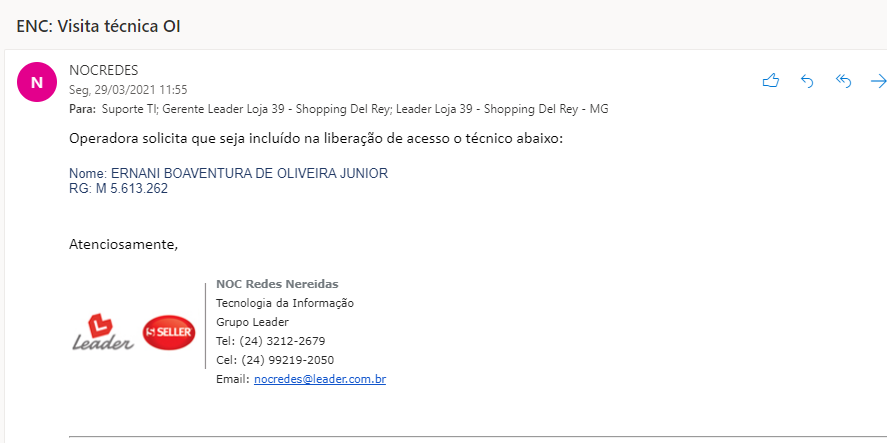 ENC: Visita técnica OI
N
NOCREDES
Seg, 29/03/2021 11:55
Para: Suporte TI; Gerente Leader Loja 39 - Shopping Del Rey; Leader Loja 39 - Shopping Del Rey - MG
Operadora solicita que seja incluído na liberação de acesso o técnico abaixo:
Nome: ERNANI BOAVENTURA DE OLIVEIRA JUNIOR
RG: M 5.613.262
Atenciosamente,
L
Leader
SELLER
NOC Redes Nereidas
Tecnologia da Informação
Grupo Leader
Tel: (24) 3212-2679
Cel: (24) 99219-2050
Email: nocredes@leader.com.br